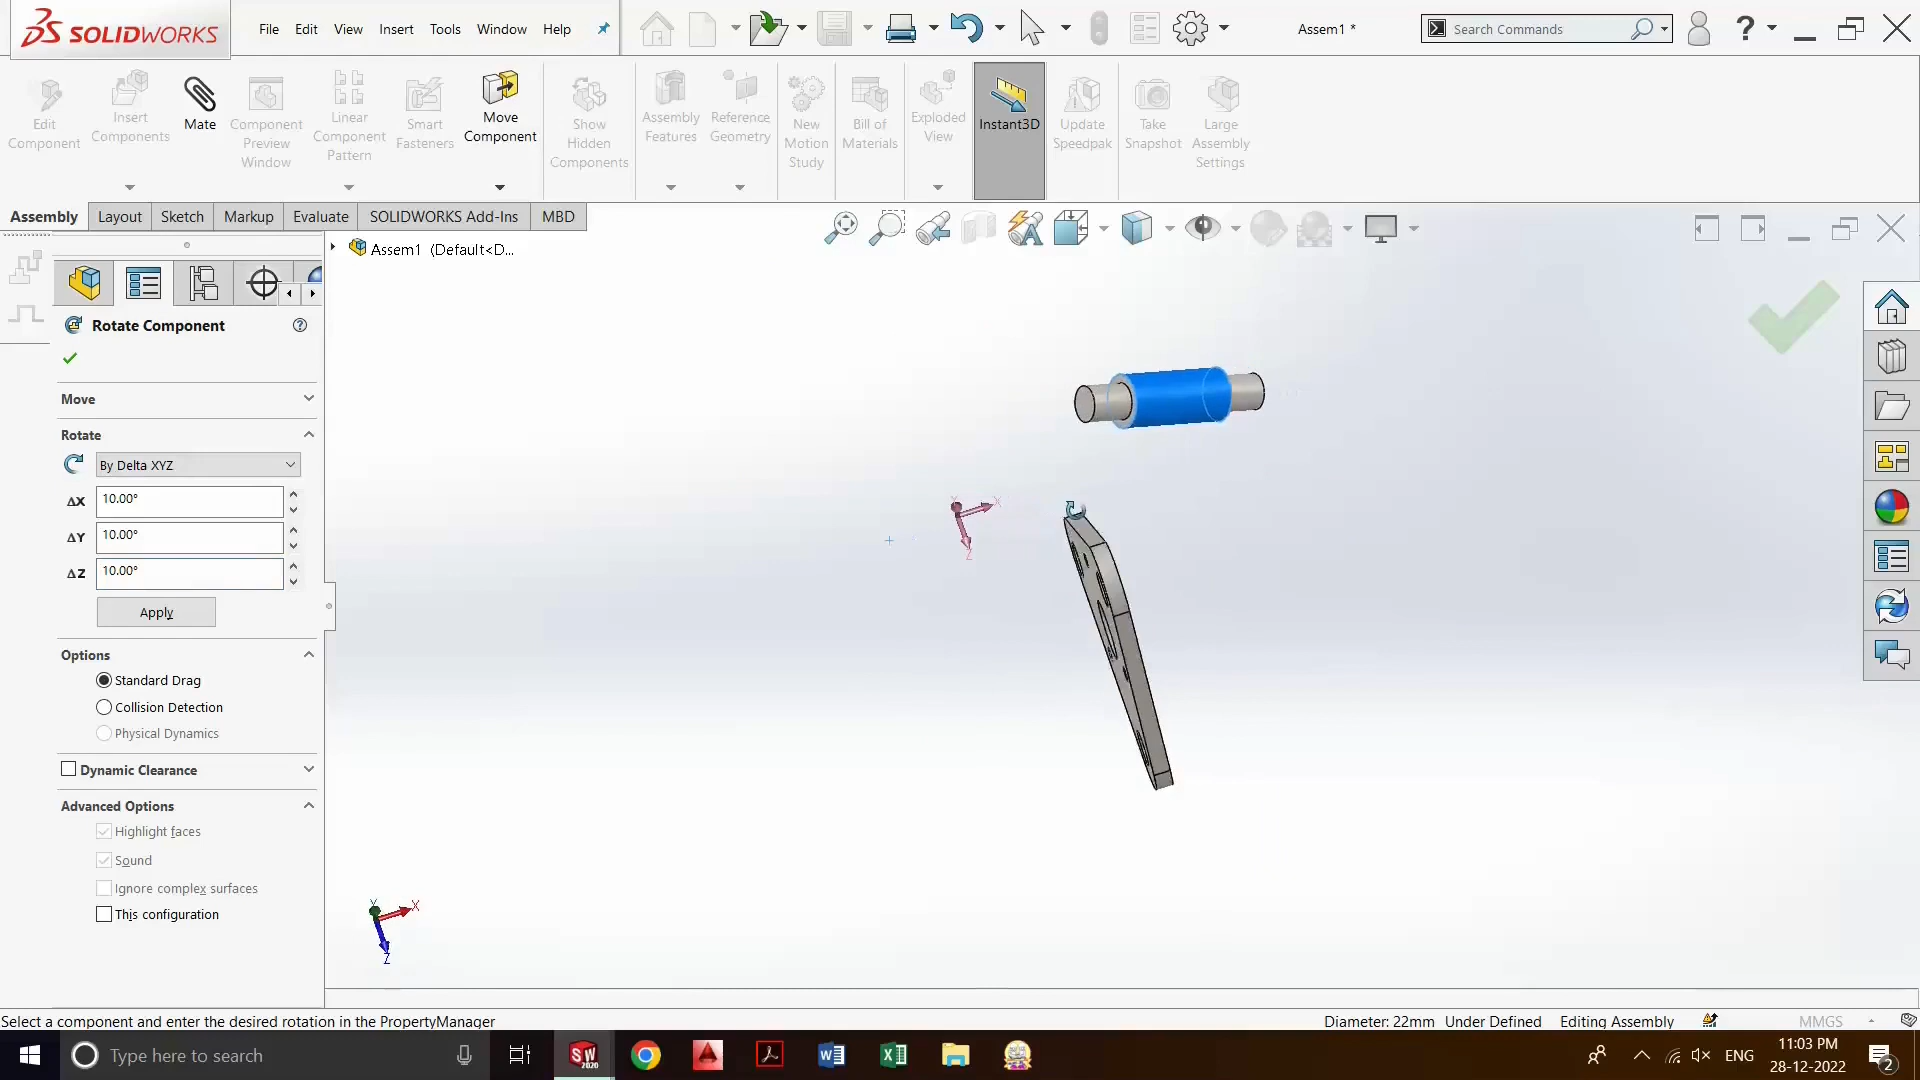 SOLIDWORKS File Edit View Insert Tools Window Help Assem1 * Search Commands
Edit Component
Insert Components
Mate
Component Preview Window
Linear Component Pattern
Smart Fasteners
Move Component
Show Hidden Components
Assembly Features
Reference Geometry
New Motion Study
Bill of Materials
Exploded View
Instant3D
Update Speedpak
Take Snapshot
Large Assembly Settings
Assembly Layout Sketch Markup Evaluate SOLIDWORKS Add-Ins MBD
Assem1 (Default<D...
Rotate Component
Move
Rotate
By Delta XYZ
ΔX 10.00°
ΔY 10.00°
ΔZ 10.00°
Apply
Options
Standard Drag
Collision Detection
Physical Dynamics
Dynamic Clearance
Advanced Options
Highlight faces
Sound
Ignore complex surfaces
This configuration
Y X Z
Y X Z
Select a component and enter the desired rotation in the PropertyManager
Diameter: 22mm Under Defined Editing Assembly MMGS
Type here to search
SW 2020
ENG
11:03 PM
28-12-2022
2